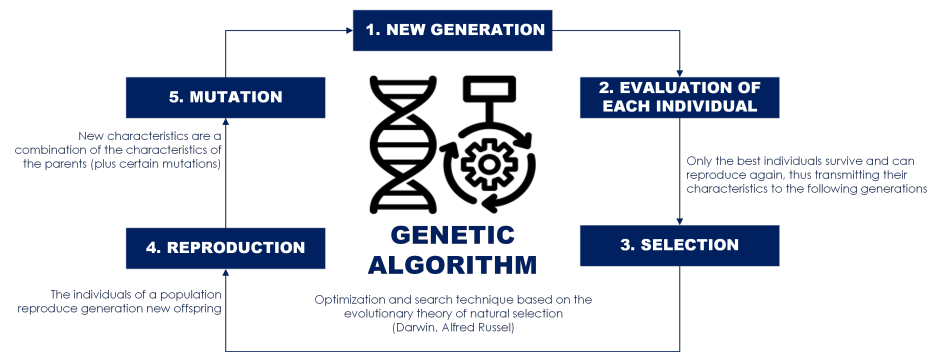 1. NEW GENERATION
2. EVALUATION OF
EACH INDIVIDUAL
Only the best individuals survive and can
reproduce again, thus transmitting their
characteristics to the following generations
3. SELECTION
4. REPRODUCTION
The individuals of a population
reproduce generation new offspring
5. MUTATION
New characteristics are a
combination of the characteristics of
the parents (plus certain mutations)
GENETIC
ALGORITHM
Optimization and search technique based on the
evolutionary theory of natural selection
(Darwin, Alfred Russel)